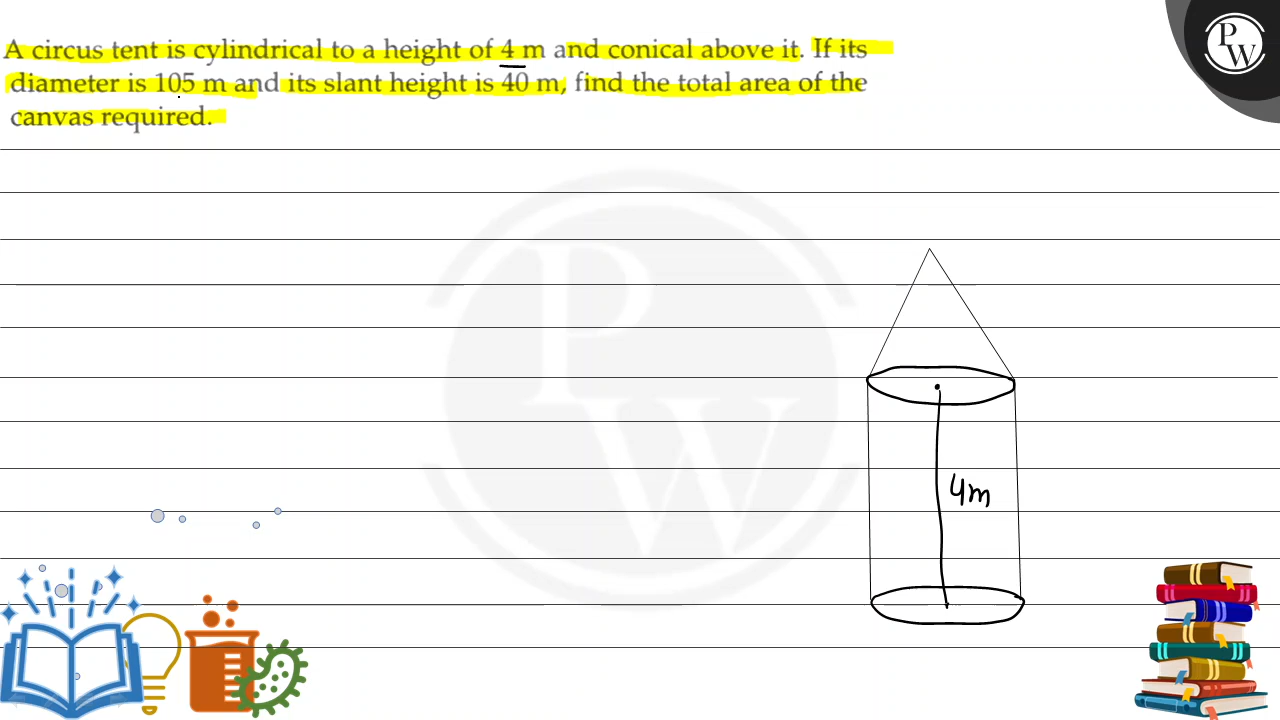 A circus tent is cylindrical to a height of 4 m and conical above it. If its
diameter is 105 m and its slant height is 40 m, find the total area of the
canvas required.
P
W
P
W
4m